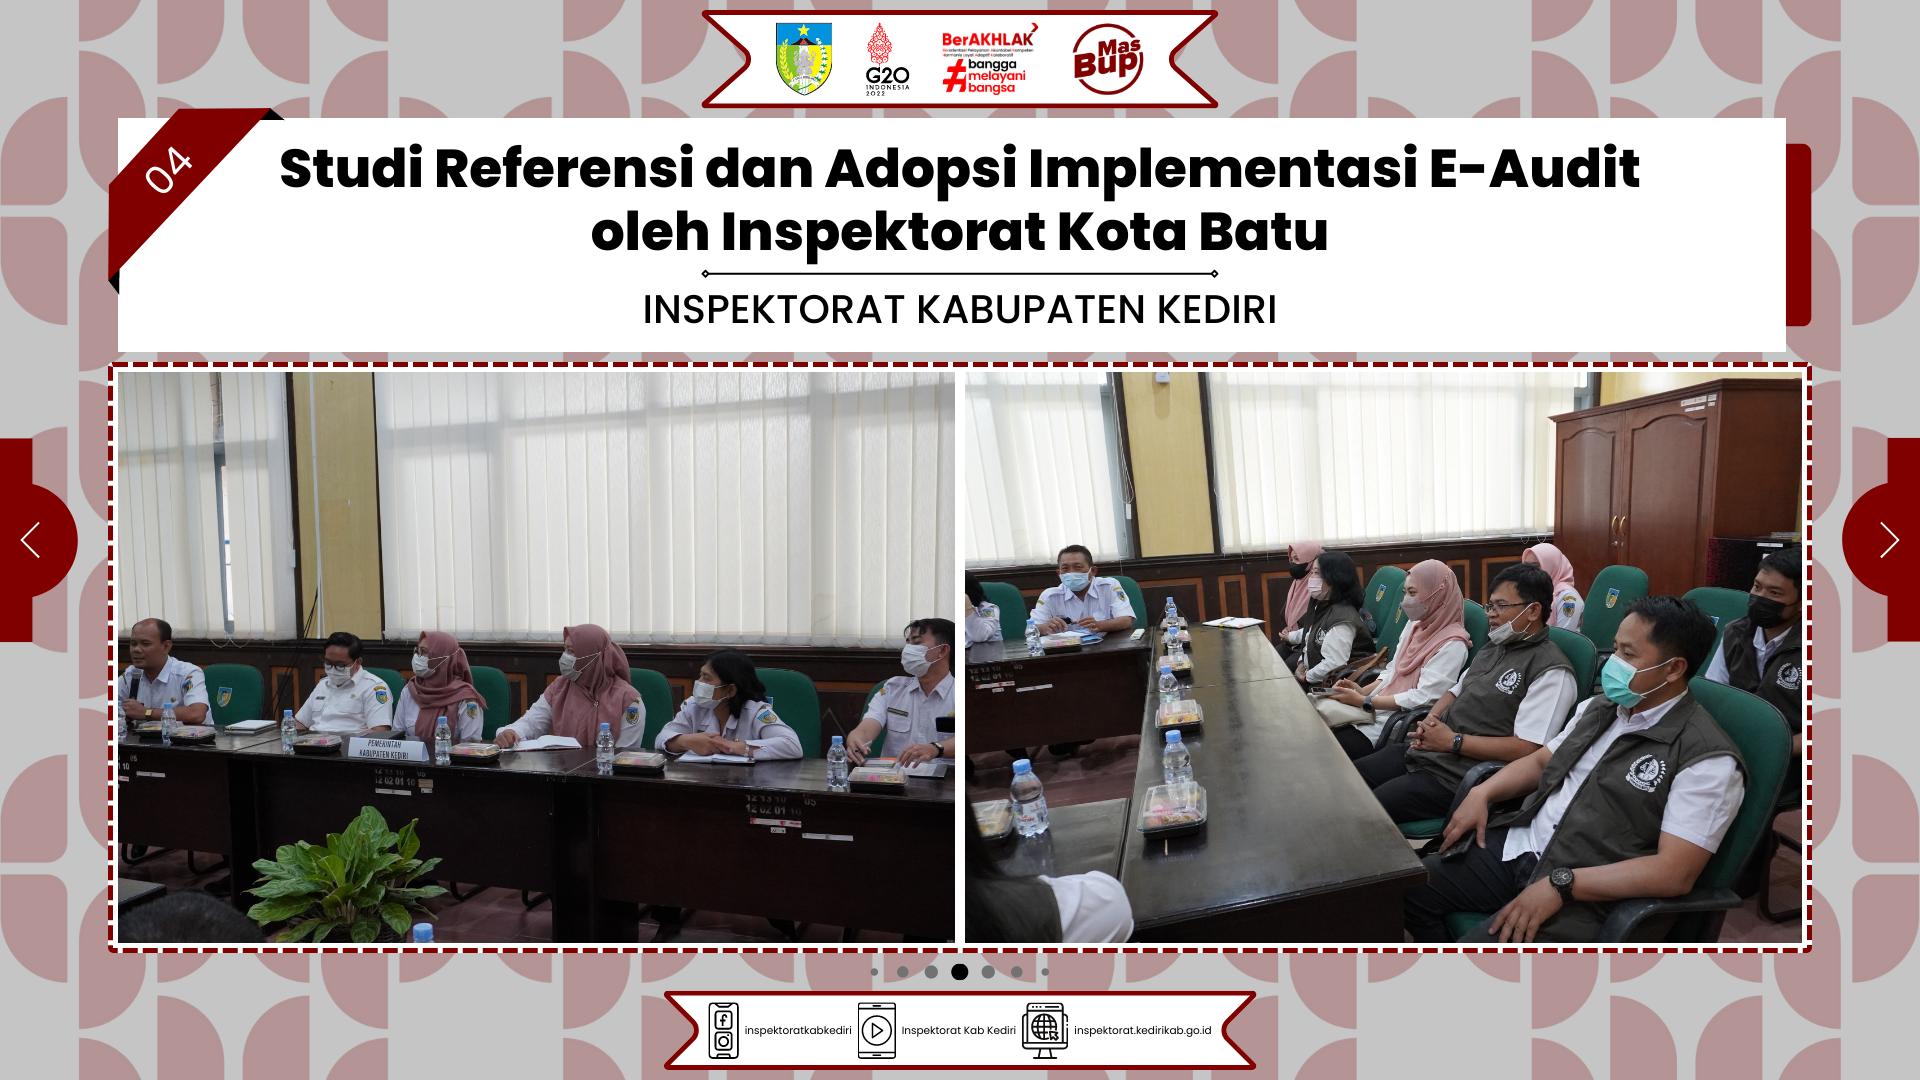 G20
INDONESIA
2022
BerAKHLAK
#bangga
melayani
bangsa
Mas
Bup
04
Studi Referensi dan Adopsi Implementasi E-Audit
oleh Inspektorat Kota Batu
INSPEKTORAT KABUPATEN KEDIRI
PEMERINTAH
KABUPATEN KEDIRI
inspektoratkabkediri
Inspektorat Kab Kediri
inspektorat.kedirikab.go.id